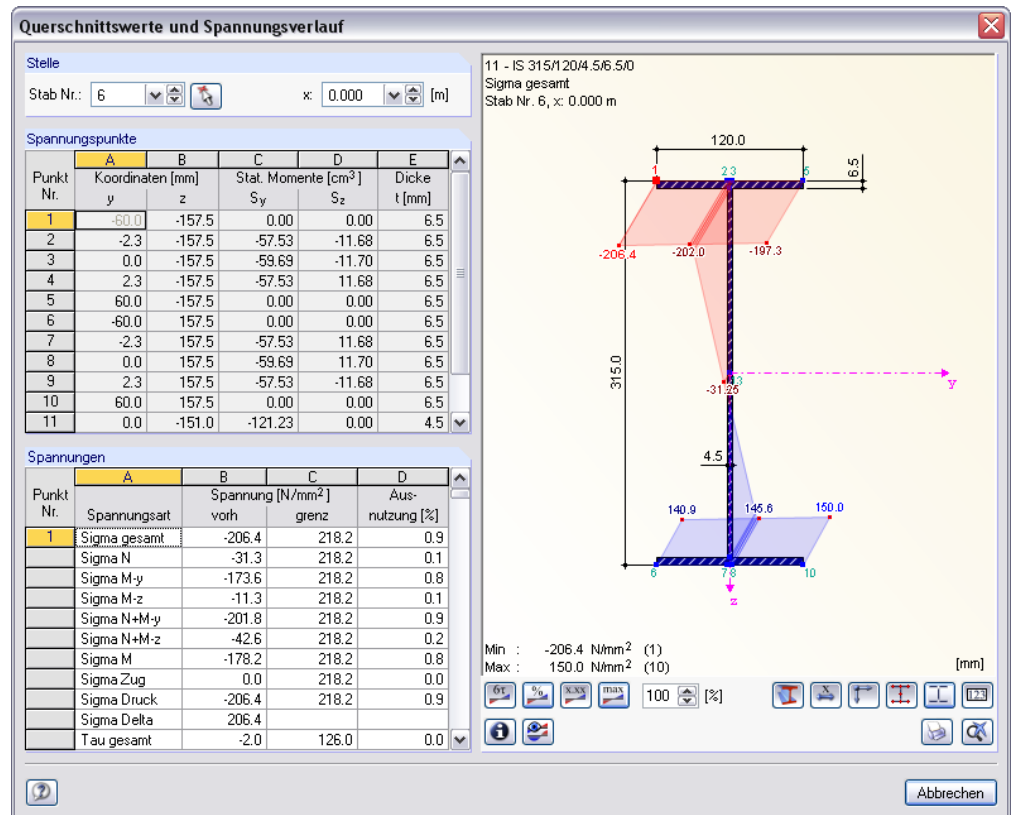 Querschnittswerte und Spannungsverlauf
Stelle
Stab Nr.: 6 x: 0.000 [m]
Spannungspunkte
A B C D E
Punkt Nr. Koordinaten [mm] Stat. Momente [cm³] Dicke
y z Sy Sz t [mm]
1 -60.0 -157.5 0.00 0.00 6.5
2 -2.3 -157.5 -57.53 -11.68 6.5
3 0.0 -157.5 -59.69 -11.70 6.5
4 2.3 -157.5 -57.53 11.68 6.5
5 60.0 -157.5 0.00 0.00 6.5
6 -60.0 157.5 0.00 0.00 6.5
7 -2.3 157.5 -57.53 11.68 6.5
8 0.0 157.5 -59.69 11.70 6.5
9 2.3 157.5 -57.53 -11.68 6.5
10 60.0 157.5 0.00 0.00 6.5
11 0.0 -151.0 -121.23 0.00 4.5
Spannungen
A B C D
Punkt Nr. Spannung [N/mm²] Aus-
Spannungsart vorh grenz nutzung [%]
1 Sigma gesamt -206.4 218.2 0.9
Sigma N -31.3 218.2 0.1
Sigma M-y -173.6 218.2 0.8
Sigma M-z -11.3 218.2 0.1
Sigma N+M-y -201.8 218.2 0.9
Sigma N+M-z -42.6 218.2 0.2
Sigma M -178.2 218.2 0.8
Sigma Zug 0.0 218.2 0.0
Sigma Druck -206.4 218.2 0.9
Sigma Delta 206.4
Tau gesamt -2.0 126.0 0.0
11 - IS 315/120/4.5/6.5/0
Sigma gesamt
Stab Nr. 6, x: 0.000 m
120.0
6.5
1 2 3 5
-206.4 -202.0 -197.3
315.0
13
-31.25
y
4.5
140.9 145.6 150.0
6 7 8 10
z
Min : -206.4 N/mm² (1)
Max : 150.0 N/mm² (10)
[mm]
στ % x.xx max 100 [%] x 123
Abbrechen